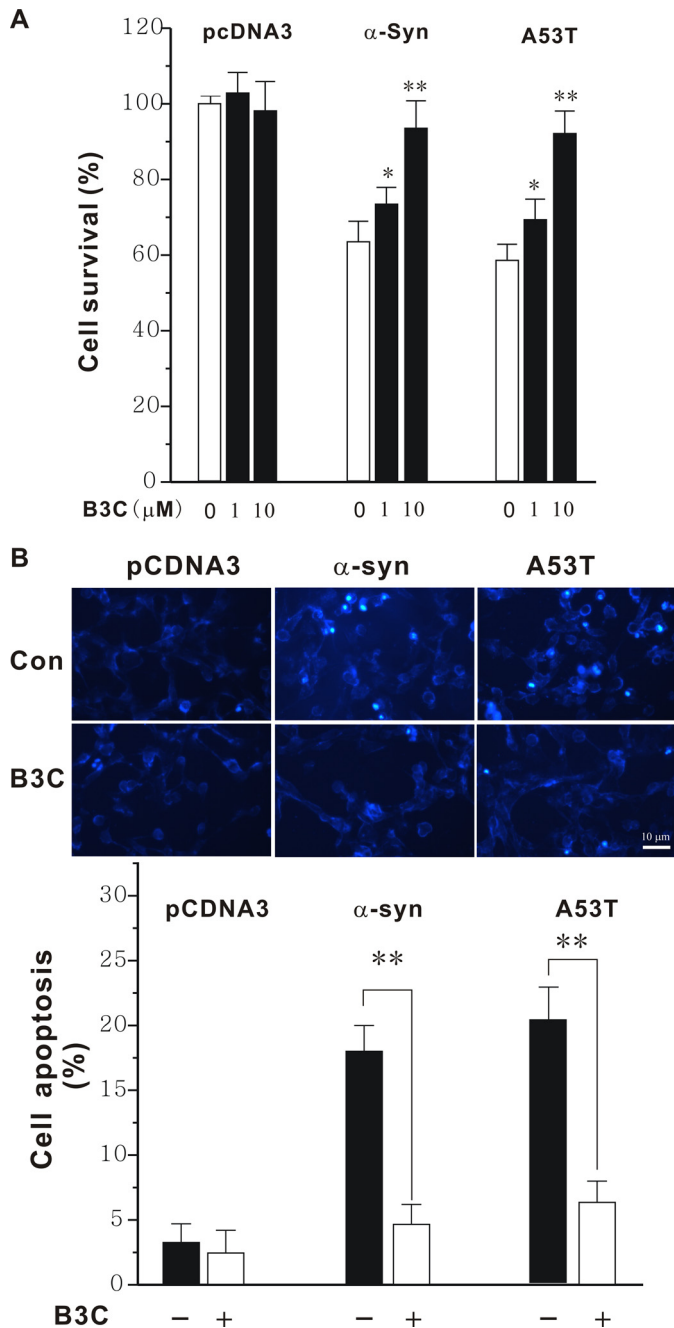 A
pcDNA3 α-Syn A53T
Cell survival (%)
120
100
80
60
40
20
0
** **
* *
B3C(μM) 0 1 10 0 1 10 0 1 10
B
pCDNA3 α-syn A53T
Con
B3C
10 μm
pCDNA3 α-syn A53T
Cell apoptosis
(%)
30
25
20
15
10
5
0
** **
B3C − + − + − +